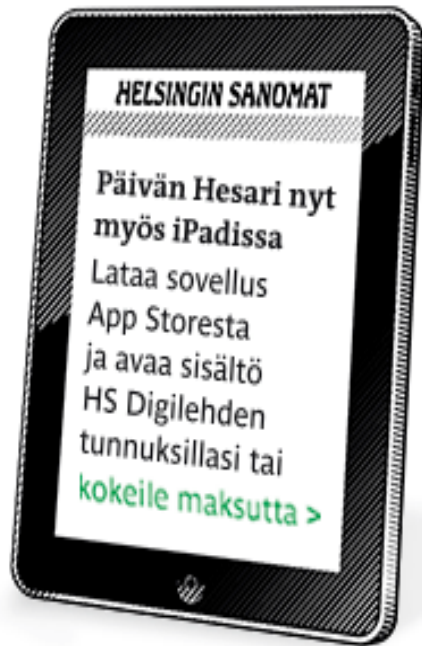 HELSINGIN SANOMAT
Päivän Hesari nyt
myös iPadissa
Lataa sovellus
App Storesta
ja avaa sisältö
HS Digilehden
tunnuksillasi tai
kokeile maksutta >